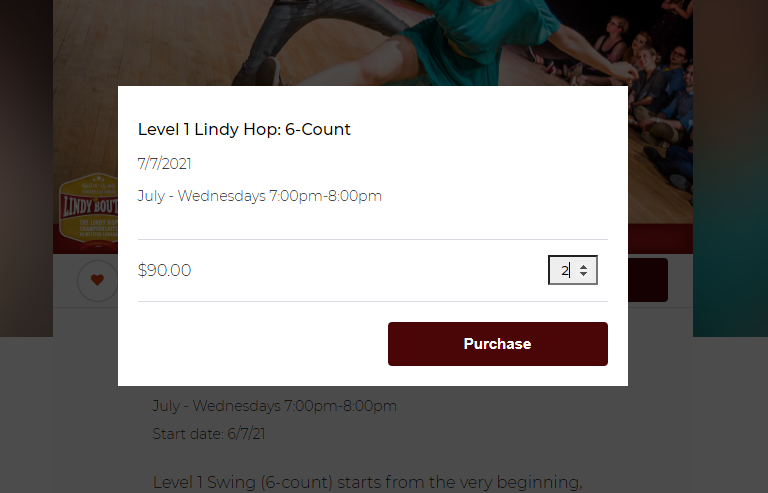 LINDY BOUT
Level 1 Lindy Hop: 6-Count
7/7/2021
July - Wednesdays 7:00pm-8:00pm
$90.00
2
Purchase
July - Wednesdays 7:00pm-8:00pm
Start date: 6/7/21
Level 1 Swing (6-count) starts from the very beginning,